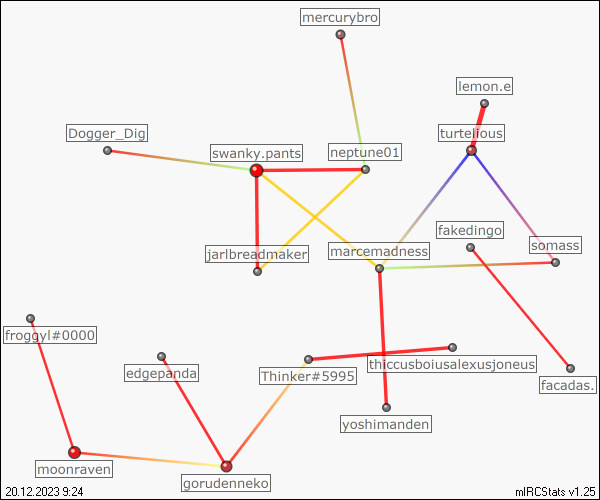 mercurybro
lemon.e
Dogger_Dig
turtelious
swanky.pants
neptune01
fakedingo
somass
jarlbreadmaker
marcemadness
froggyl#0000
edgepanda
Thinker#5995
thiccusboiusalexusjoneus
facadas.
yoshimanden
moonraven
gorudenneko
20.12.2023 9:24
mIRCStats v1.25